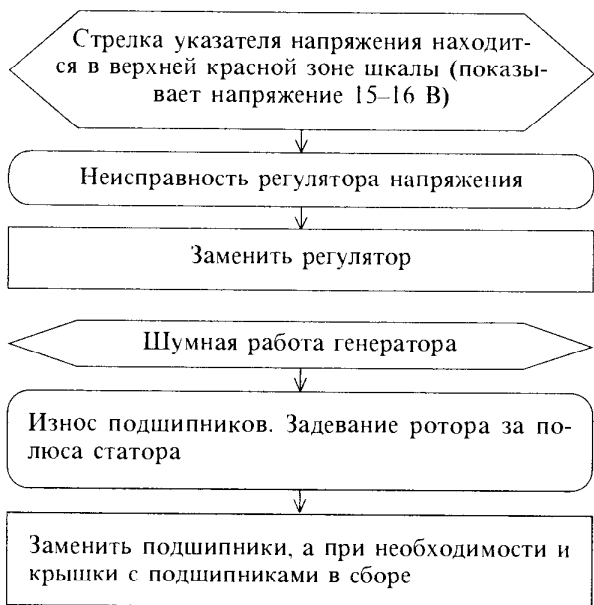 Стрелка указателя напряжения находит-
ся в верхней красной зоне шкалы (показы-
вает напряжение 15–16 В)
Неисправность регулятора напряжения
Заменить регулятор
Шумная работа генератора
Износ подшипников. Задевание ротора за по-
люса статора
Заменить подшипники, а при необходимости и
крышки с подшипниками в сборе